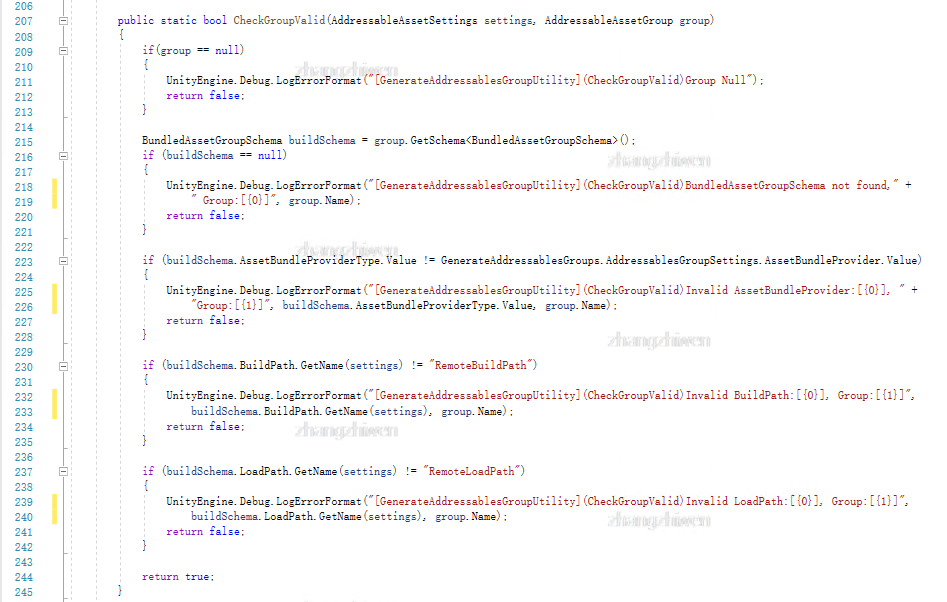 206
207 public static bool CheckGroupValid(AddressableAssetSettings settings, AddressableAssetGroup group)
208 {
209 if(group == null)
210 {
211 UnityEngine.Debug.LogErrorFormat("[GenerateAddressablesGroupUtility](CheckGroupValid)Group Null");
212 return false;
213 }
214
215 BundledAssetGroupSchema buildSchema = group.GetSchema<BundledAssetGroupSchema>();
216 if (buildSchema == null)
217 {
218 UnityEngine.Debug.LogErrorFormat("[GenerateAddressablesGroupUtility](CheckGroupValid)BundledAssetGroupSchema not found," +
219 " Group:[{0}]", group.Name);
220 return false;
221 }
222
223 if (buildSchema.AssetBundleProviderType.Value != GenerateAddressablesGroups.AddressablesGroupSettings.AssetBundleProvider.Value)
224 {
225 UnityEngine.Debug.LogErrorFormat("[GenerateAddressablesGroupUtility](CheckGroupValid)Invalid AssetBundleProvider:[{0}], " +
226 "Group:[{1}]", buildSchema.AssetBundleProviderType.Value, group.Name);
227 return false;
228 }
229
230 if (buildSchema.BuildPath.GetName(settings) != "RemoteBuildPath")
231 {
232 UnityEngine.Debug.LogErrorFormat("[GenerateAddressablesGroupUtility](CheckGroupValid)Invalid BuildPath:[{0}], Group:[{1}]",
233 buildSchema.BuildPath.GetName(settings), group.Name);
234 return false;
235 }
236
237 if (buildSchema.LoadPath.GetName(settings) != "RemoteLoadPath")
238 {
239 UnityEngine.Debug.LogErrorFormat("[GenerateAddressablesGroupUtility](CheckGroupValid)Invalid LoadPath:[{0}], Group:[{1}]",
240 buildSchema.LoadPath.GetName(settings), group.Name);
241 return false;
242 }
243
244 return true;
245 }